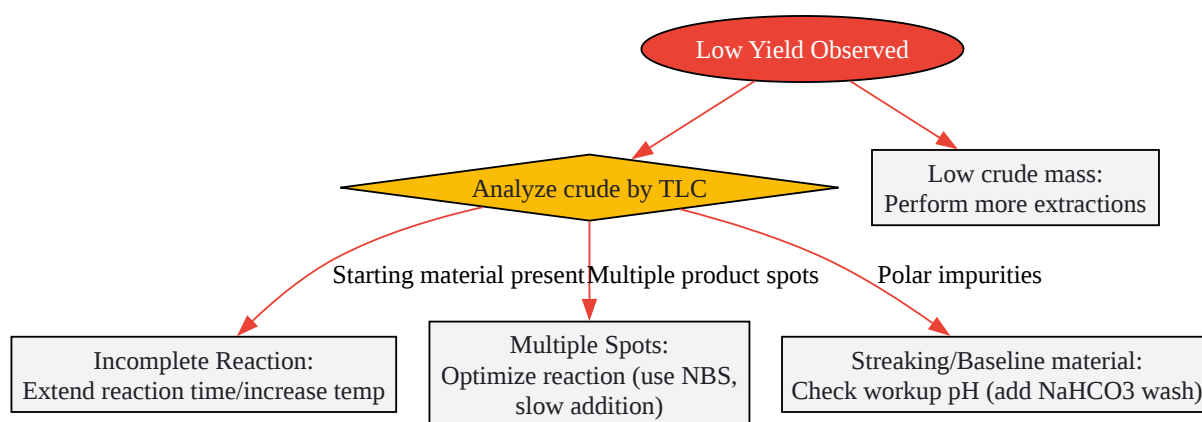 Low Yield Observed
Analyze crude by TLC
Low crude mass:
Perform more extractions
Starting material present
Multiple product spots
Polar impurities
Incomplete Reaction:
Extend reaction time/increase temp
Multiple Spots:
Optimize reaction (use NBS,
slow addition)
Streaking/Baseline material:
Check workup pH (add NaHCO3 wash)